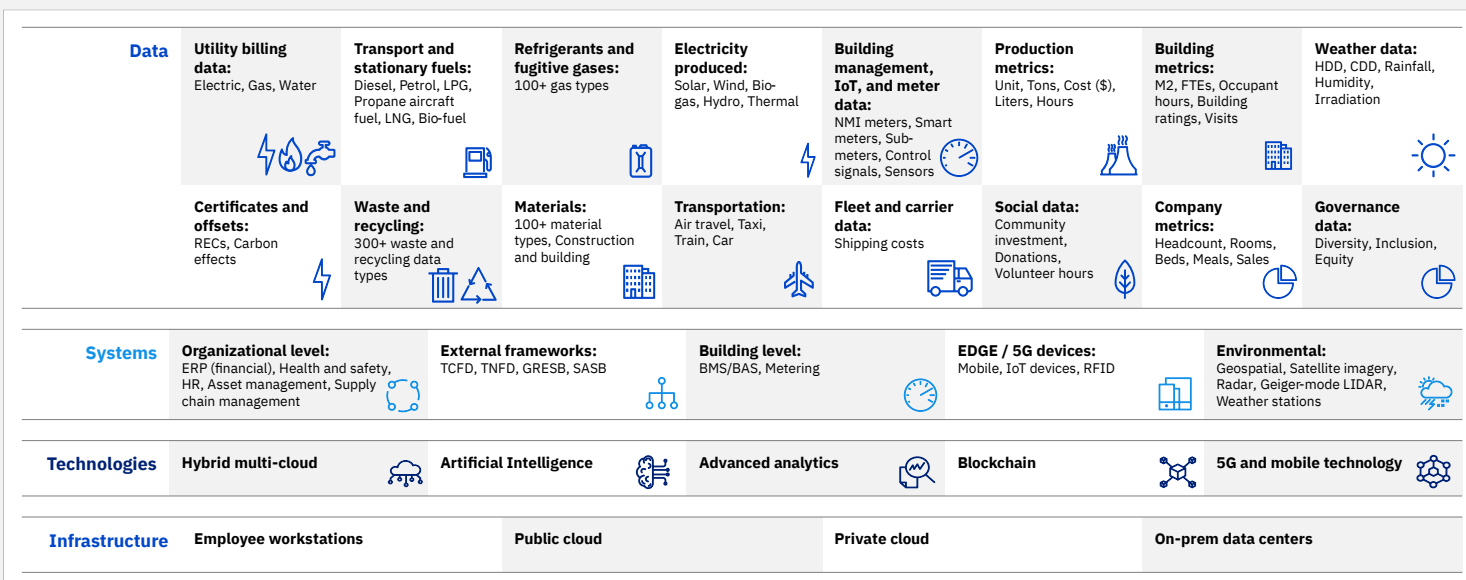 Data
Utility billing
data:
Electric, Gas, Water
Transport and
stationary fuels:
Diesel, Petrol, LPG,
Propane aircraft
fuel, LNG, Bio-fuel
Refrigerants and
fugitive gases:
100+ gas types
Electricity
produced:
Solar, Wind, Bio-
gas, Hydro, Thermal
Building
management,
IoT, and meter
data:
NMI meters, Smart
meters, Sub-
meters, Control
signals, Sensors
Production
metrics:
Unit, Tons, Cost ($),
Liters, Hours
Building
metrics:
M2, FTEs, Occupant
hours, Building
ratings, Visits
Weather data:
HDD, CDD, Rainfall,
Humidity,
Irradiation
Certificates and
offsets:
RECs, Carbon
effects
Waste and
recycling:
300+ waste and
recycling data
types
Materials:
100+ material
types, Construction
and building
Transportation:
Air travel, Taxi,
Train, Car
Fleet and carrier
data:
Shipping costs
Social data:
Community
investment,
Donations,
Volunteer hours
Company
metrics:
Headcount, Rooms,
Beds, Meals, Sales
Governance
data:
Diversity, Inclusion,
Equity
Systems
Organizational level:
ERP (financial), Health and safety,
HR, Asset management, Supply
chain management
External frameworks:
TCFD, TNFD, GRESB, SASB
Building level:
BMS/BAS, Metering
EDGE / 5G devices:
Mobile, IoT devices, RFID
Environmental:
Geospatial, Satellite imagery,
Radar, Geiger-mode LIDAR,
Weather stations
Technologies
Hybrid multi-cloud
Artificial Intelligence
Advanced analytics
Blockchain
5G and mobile technology
Infrastructure
Employee workstations
Public cloud
Private cloud
On-prem data centers